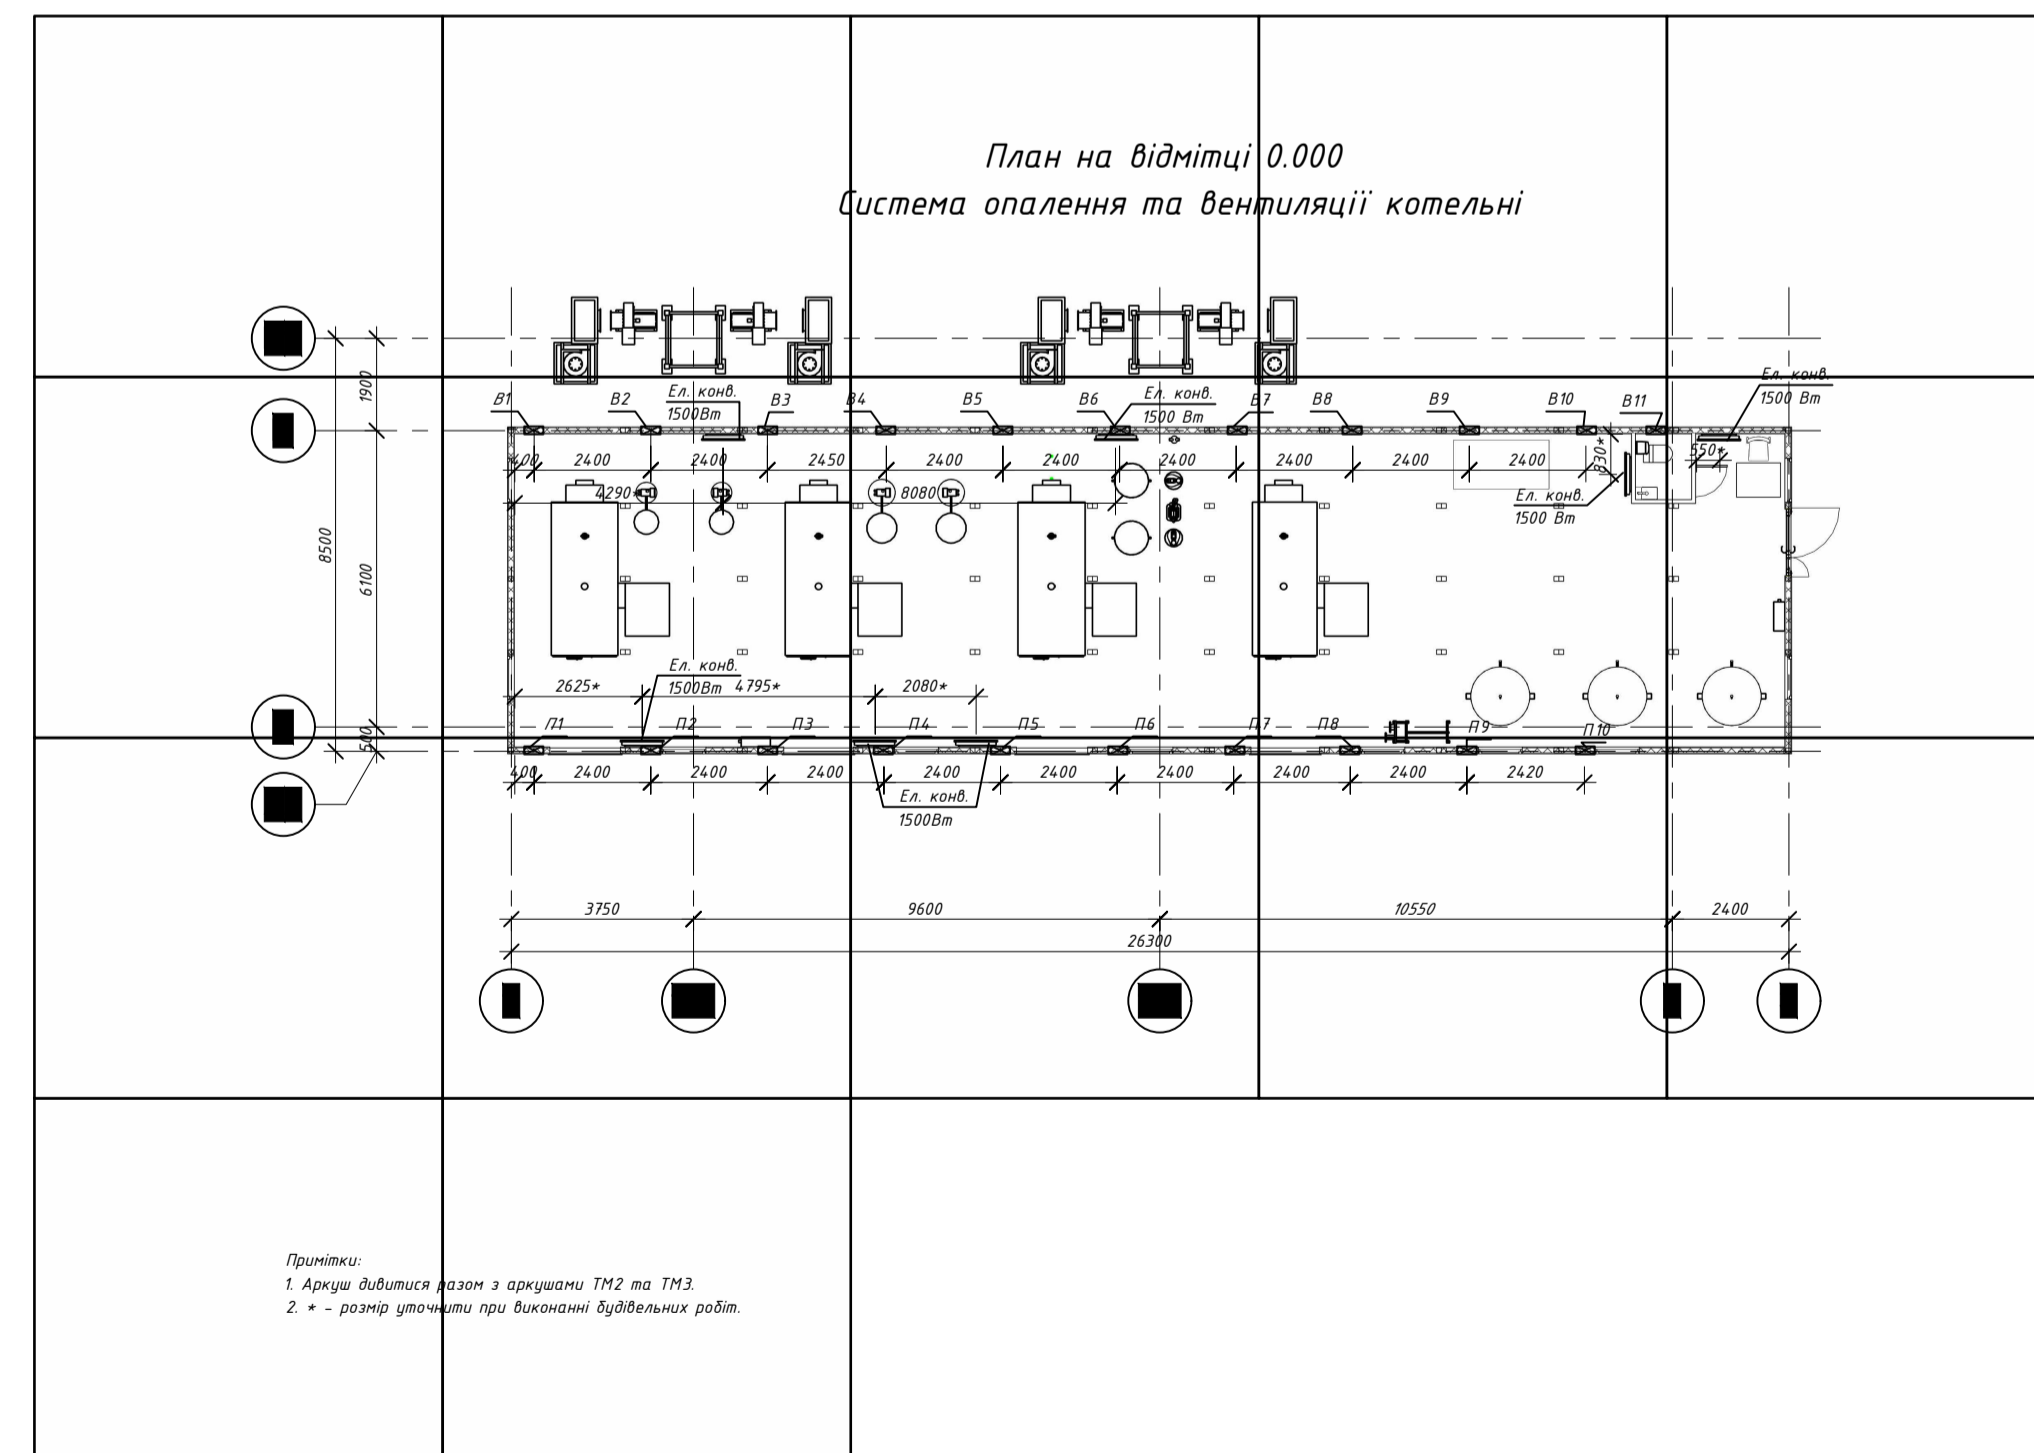 План на відмітці 0.000
Система опалення та вентиляції котельні
Ел. конв.
1500 Вт
В1
В2
Ел. конв.
1500Вт
В3
В4
В5
В6
Ел. конв.
1500 Вт
В7
В8
В9
В10
В11
1900
400
2400
2400
2450
2400
2400
2400
2400
2400
2400
830*
550*
4290*
8080
Ел. конв.
1500 Вт
8500
6100
500
Ел. конв.
1500Вт
2625*
4795*
2080*
П1
П2
П3
П4
П5
П6
П7
П8
П9
П10
400
2400
2400
2400
2400
2400
2400
2400
2400
2420
Ел. конв.
1500Вт
3750
9600
10550
2400
26300
Примітки:
1. Аркуш дивитися разом з аркушами ТМ2 та ТМ3.
2. * – розмір уточнити при виконанні будівельних робіт.